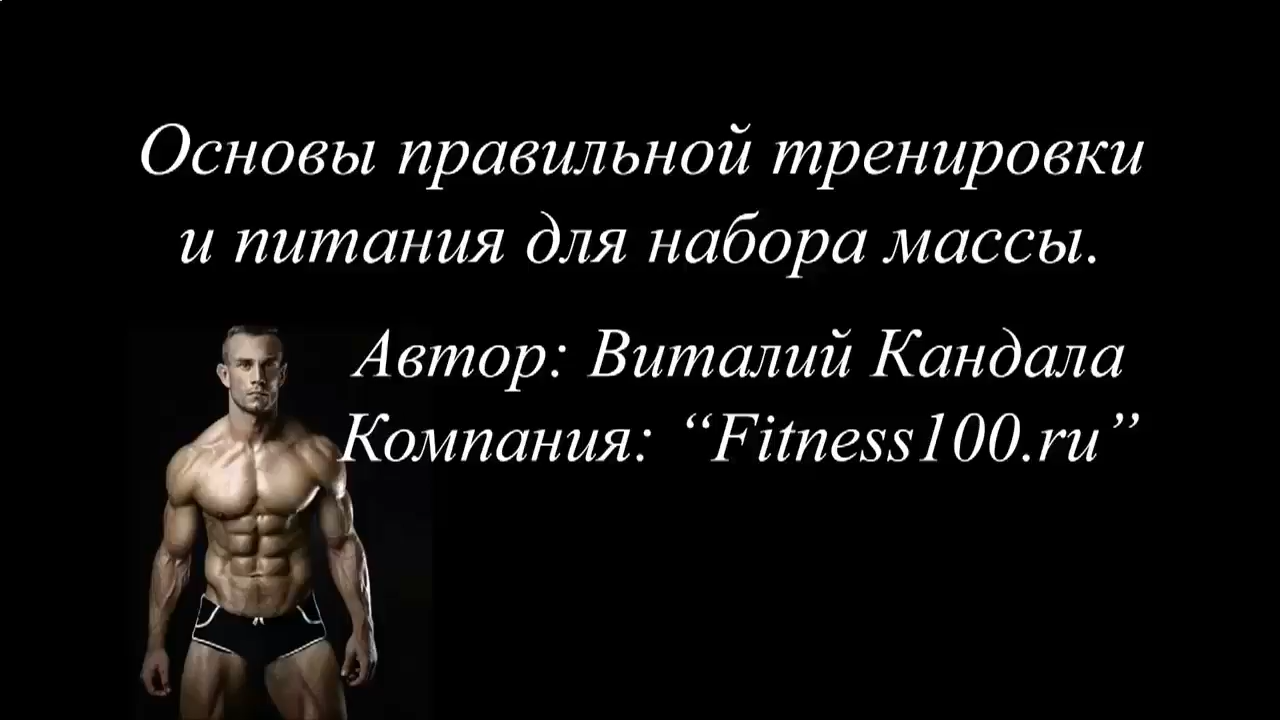 Основы правильной тренировки
и питания для набора массы.
Автор: Виталий Кандала
Компания: “Fitness100.ru”